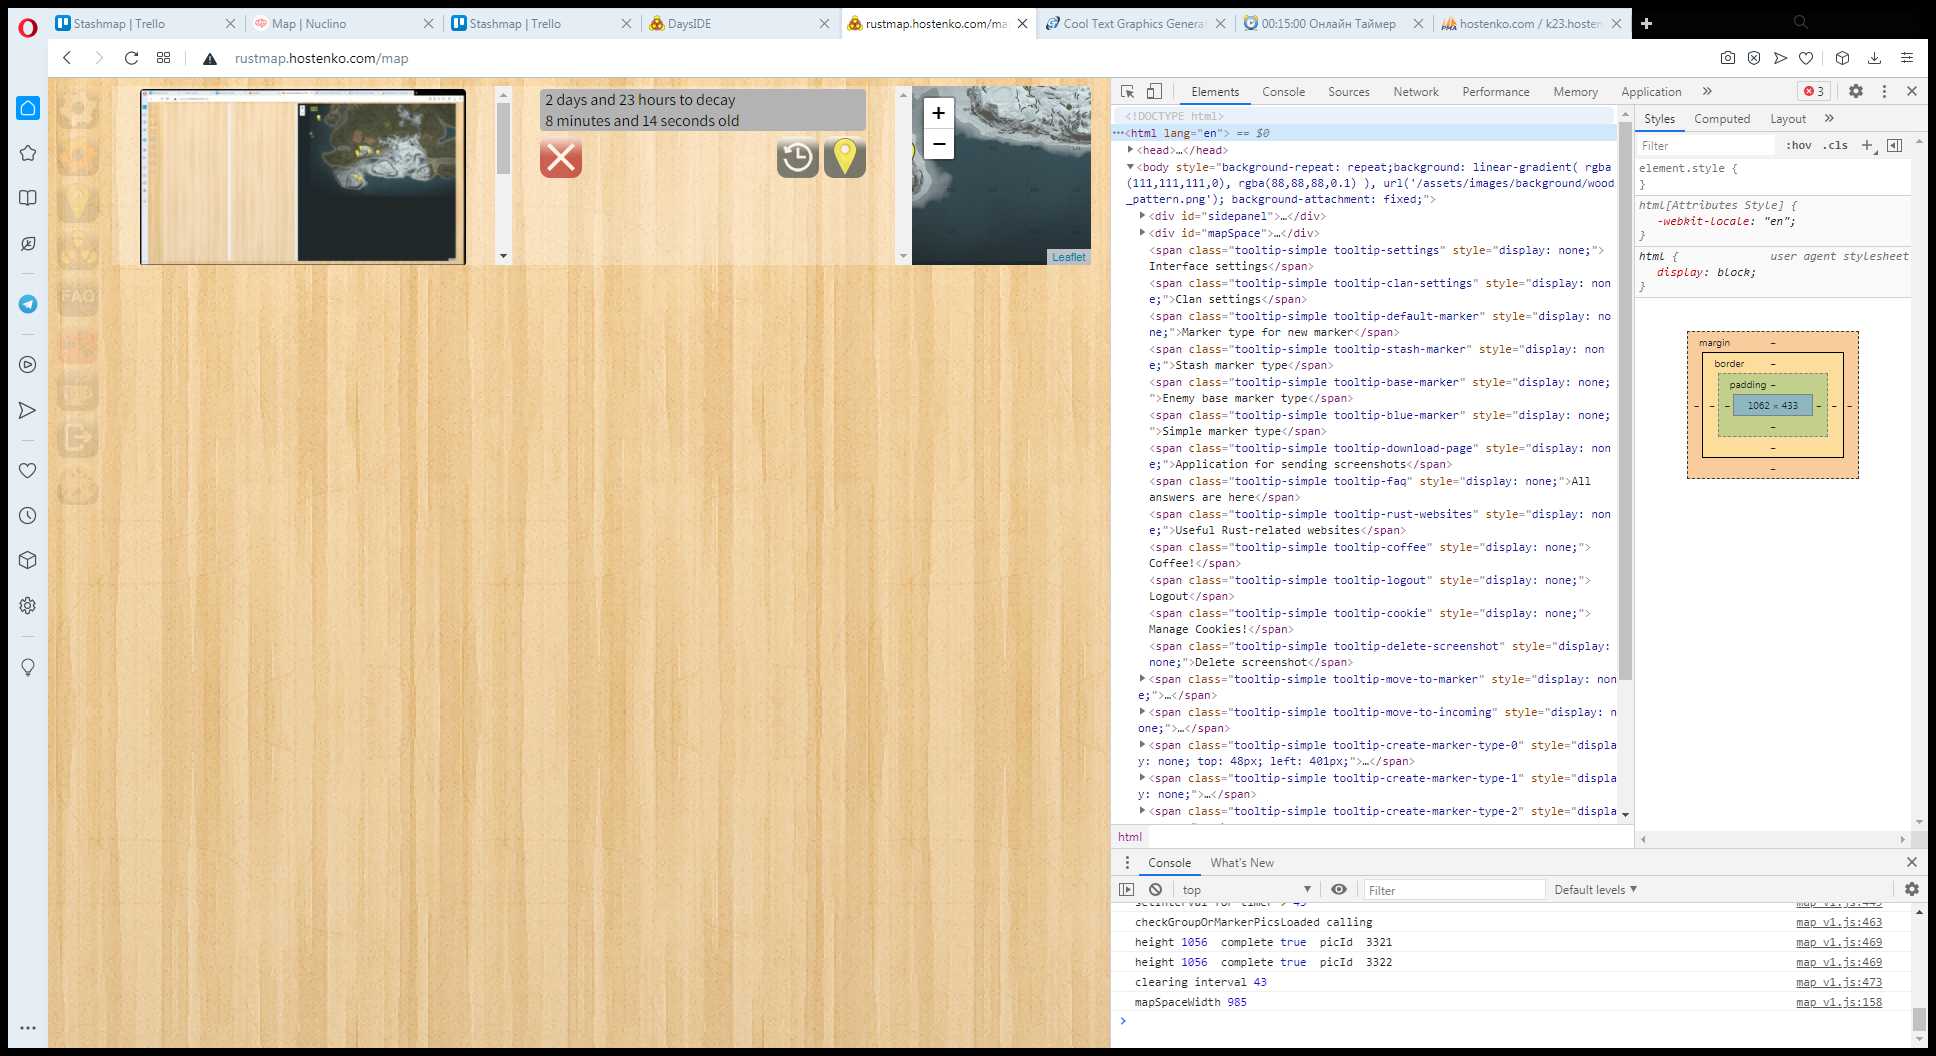 Stashmap | Trello
Map | Nuclino
Stashmap | Trello
DaysIDE
rustmap.hostenko.com/ma
Cool Text Graphics Genera
00:15:00 Онлайн Таймер
hostenko.com / k23.hosten
rustmap.hostenko.com/map
2 days and 23 hours to decay
8 minutes and 14 seconds old
+
−
Leaflet
FAQ
Elements
Console
Sources
Network
Performance
Memory
Application
»
3
<!DOCTYPE html>
<html lang="en"> == $0
<head>…</head>
<body style="background-repeat: repeat;background: linear-gradient( rgba
(111,111,111,0), rgba(88,88,88,0.1) ), url('/assets/images/background/wood
_pattern.png'); background-attachment: fixed;">
<div id="sidepanel">…</div>
<div id="mapSpace">…</div>
<span class="tooltip-simple tooltip-settings" style="display: none;">
Interface settings</span>
<span class="tooltip-simple tooltip-clan-settings" style="display: non
e;">Clan settings</span>
<span class="tooltip-simple tooltip-default-marker" style="display: no
ne;">Marker type for new marker</span>
<span class="tooltip-simple tooltip-stash-marker" style="display: non
e;">Stash marker type</span>
<span class="tooltip-simple tooltip-base-marker" style="display: none;
">Enemy base marker type</span>
<span class="tooltip-simple tooltip-blue-marker" style="display: none;
">Simple marker type</span>
<span class="tooltip-simple tooltip-download-page" style="display: non
e;">Application for sending screenshots</span>
<span class="tooltip-simple tooltip-faq" style="display: none;">All
answers are here</span>
<span class="tooltip-simple tooltip-rust-websites" style="display: non
e;">Useful Rust-related websites</span>
<span class="tooltip-simple tooltip-coffee" style="display: none;">
Coffee!</span>
<span class="tooltip-simple tooltip-logout" style="display: none;">
Logout</span>
<span class="tooltip-simple tooltip-cookie" style="display: none;">
Manage Cookies!</span>
<span class="tooltip-simple tooltip-delete-screenshot" style="display:
none;">Delete screenshot</span>
<span class="tooltip-simple tooltip-move-to-marker" style="display: non
e;">…</span>
<span class="tooltip-simple tooltip-move-to-incoming" style="display: n
one;">…</span>
<span class="tooltip-simple tooltip-create-marker-type-0" style="displa
y: none; top: 48px; left: 401px;">…</span>
<span class="tooltip-simple tooltip-create-marker-type-1" style="displa
y: none;">…</span>
<span class="tooltip-simple tooltip-create-marker-type-2" style="displa
html
Styles
Computed
Layout
»
Filter
:hov
.cls
element.style {
}
html[Attributes Style] {
-webkit-locale: "en";
}
html {
user agent stylesheet
display: block;
}
margin
–
border
–
padding
–
1062 × 433
Console
What's New
top
Filter
Default levels
setInterval for timer > 43
map_v1.js:445
checkGroupOrMarkerPicsLoaded calling
map_v1.js:463
height 1056 complete true picId 3321
map_v1.js:469
height 1056 complete true picId 3322
map_v1.js:469
clearing interval 43
map_v1.js:473
mapSpaceWidth 985
map_v1.js:158